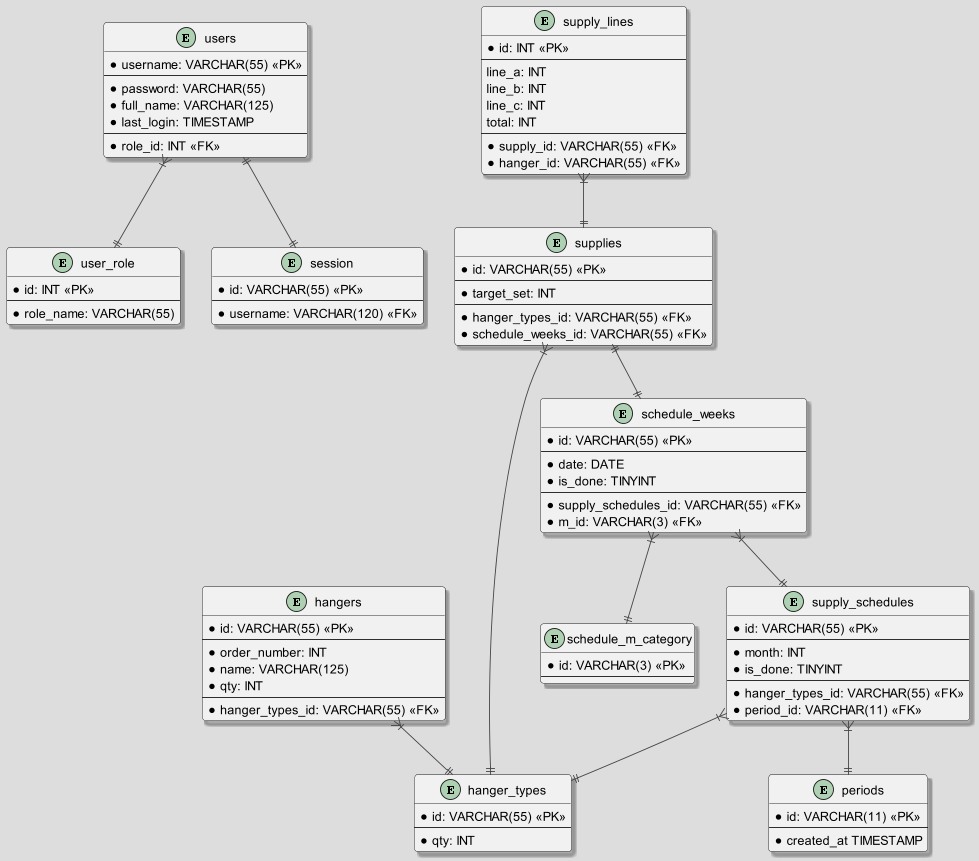 E users
* username: VARCHAR(55) «PK»
* password: VARCHAR(55)
* full_name: VARCHAR(125)
* last_login: TIMESTAMP
* role_id: INT «FK»
E supply_lines
* id: INT «PK»
line_a: INT
line_b: INT
line_c: INT
total: INT
* supply_id: VARCHAR(55) «FK»
* hanger_id: VARCHAR(55) «FK»
E user_role
* id: INT «PK»
* role_name: VARCHAR(55)
E session
* id: VARCHAR(55) «PK»
* username: VARCHAR(120) «FK»
E supplies
* id: VARCHAR(55) «PK»
* target_set: INT
* hanger_types_id: VARCHAR(55) «FK»
* schedule_weeks_id: VARCHAR(55) «FK»
E schedule_weeks
* id: VARCHAR(55) «PK»
* date: DATE
* is_done: TINYINT
* supply_schedules_id: VARCHAR(55) «FK»
* m_id: VARCHAR(3) «FK»
E hangers
* id: VARCHAR(55) «PK»
* order_number: INT
* name: VARCHAR(125)
* qty: INT
* hanger_types_id: VARCHAR(55) «FK»
E schedule_m_category
* id: VARCHAR(3) «PK»
E supply_schedules
* id: VARCHAR(55) «PK»
* month: INT
* is_done: TINYINT
* hanger_types_id: VARCHAR(55) «FK»
* period_id: VARCHAR(11) «FK»
E hanger_types
* id: VARCHAR(55) «PK»
* qty: INT
E periods
* id: VARCHAR(11) «PK»
* created_at TIMESTAMP